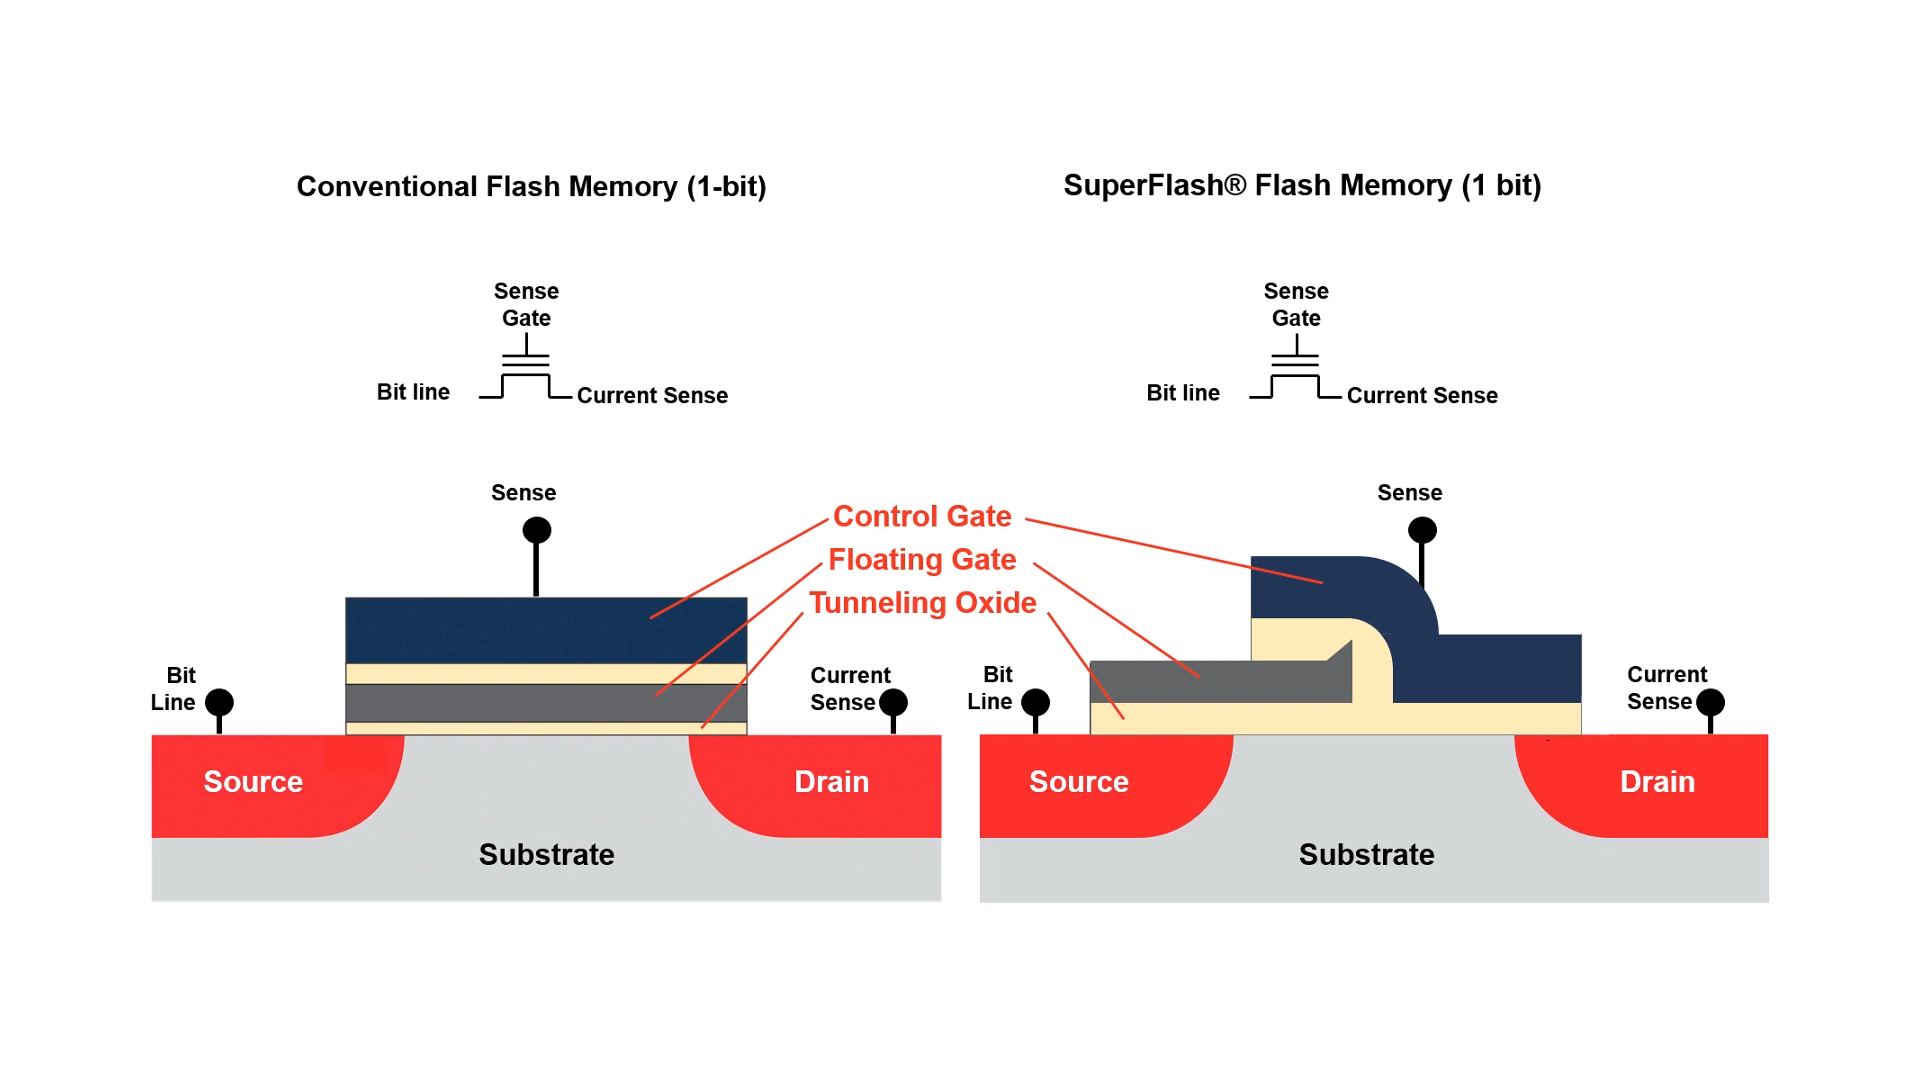 Conventional Flash Memory (1-bit)
SuperFlash® Flash Memory (1 bit)
Sense
Gate
Bit line
Current Sense
Sense
Gate
Bit line
Current Sense
Sense
Control Gate
Floating Gate
Tunneling Oxide
Sense
Bit
Line
Current
Sense
Bit
Line
Current
Sense
Source
Drain
Substrate
Source
Drain
Substrate